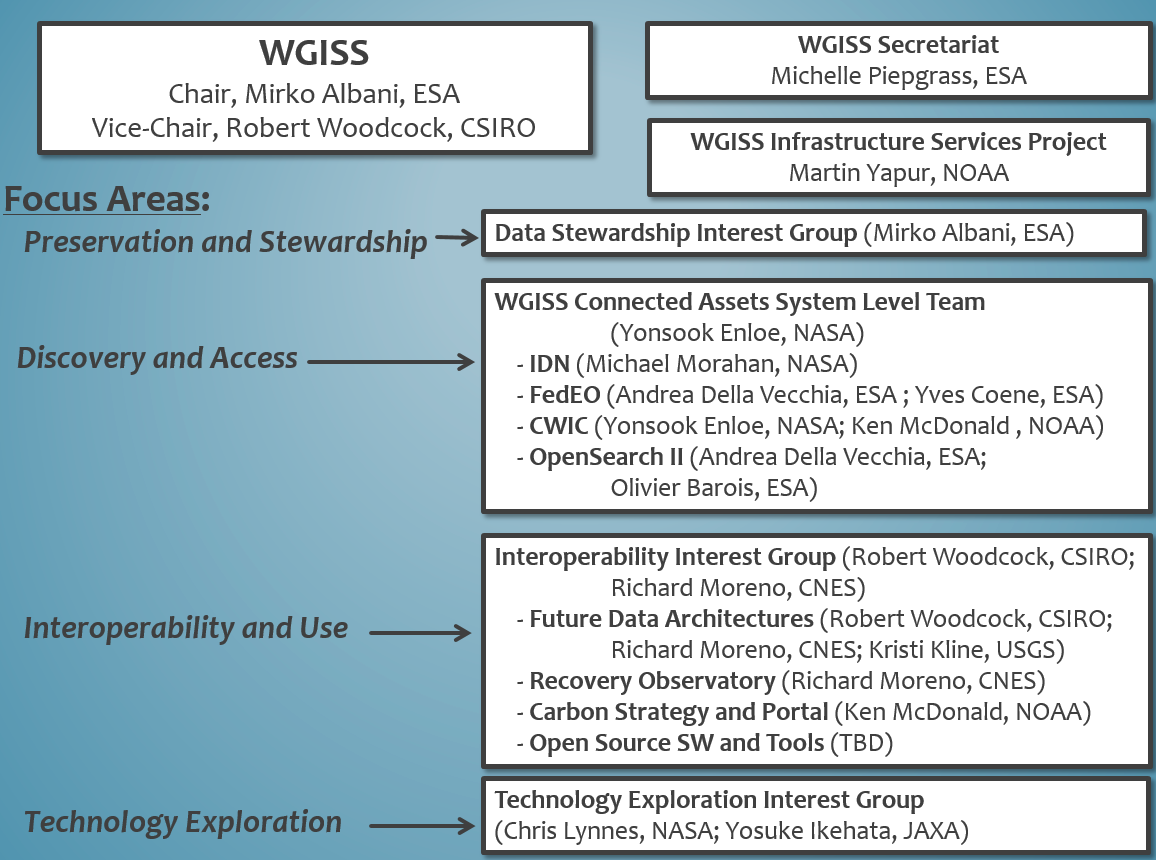 WGISS
Chair, Mirko Albani, ESA
Vice-Chair, Robert Woodcock, CSIRO
WGISS Secretariat
Michelle Piepgrass, ESA
WGISS Infrastructure Services Project
Martin Yapur, NOAA
Focus Areas:
Preservation and Stewardship
Data Stewardship Interest Group (Mirko Albani, ESA)
Discovery and Access
WGISS Connected Assets System Level Team
(Yonsook Enloe, NASA)
- IDN (Michael Morahan, NASA)
- FedEO (Andrea Della Vecchia, ESA ; Yves Coene, ESA)
- CWIC (Yonsook Enloe, NASA; Ken McDonald , NOAA)
- OpenSearch II (Andrea Della Vecchia, ESA;
Olivier Barois, ESA)
Interoperability and Use
Interoperability Interest Group (Robert Woodcock, CSIRO;
Richard Moreno, CNES)
- Future Data Architectures (Robert Woodcock, CSIRO;
Richard Moreno, CNES; Kristi Kline, USGS)
- Recovery Observatory (Richard Moreno, CNES)
- Carbon Strategy and Portal (Ken McDonald, NOAA)
- Open Source SW and Tools (TBD)
Technology Exploration
Technology Exploration Interest Group
(Chris Lynnes, NASA; Yosuke Ikehata, JAXA)